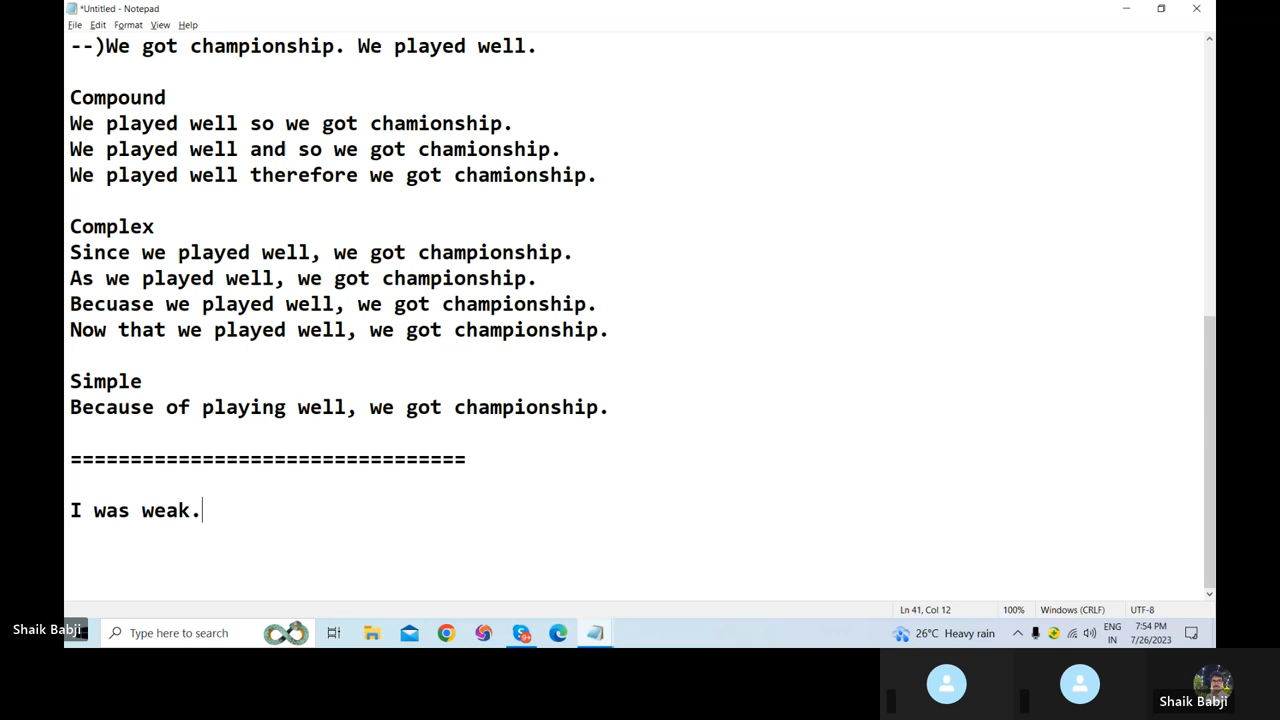 *Untitled - Notepad
File Edit Format View Help
--)We got championship. We played well.
Compound
We played well so we got chamionship.
We played well and so we got chamionship.
We played well therefore we got chamionship.
Complex
Since we played well, we got championship.
As we played well, we got championship.
Becuase we played well, we got championship.
Now that we played well, we got championship.
Simple
Because of playing well, we got championship.
=================================
I was weak.
Ln 41, Col 12 100% Windows (CRLF) UTF-8
Shaik Babji
Type here to search
26°C Heavy rain
ENG
IN
7:54 PM
7/26/2023
Shaik Babji